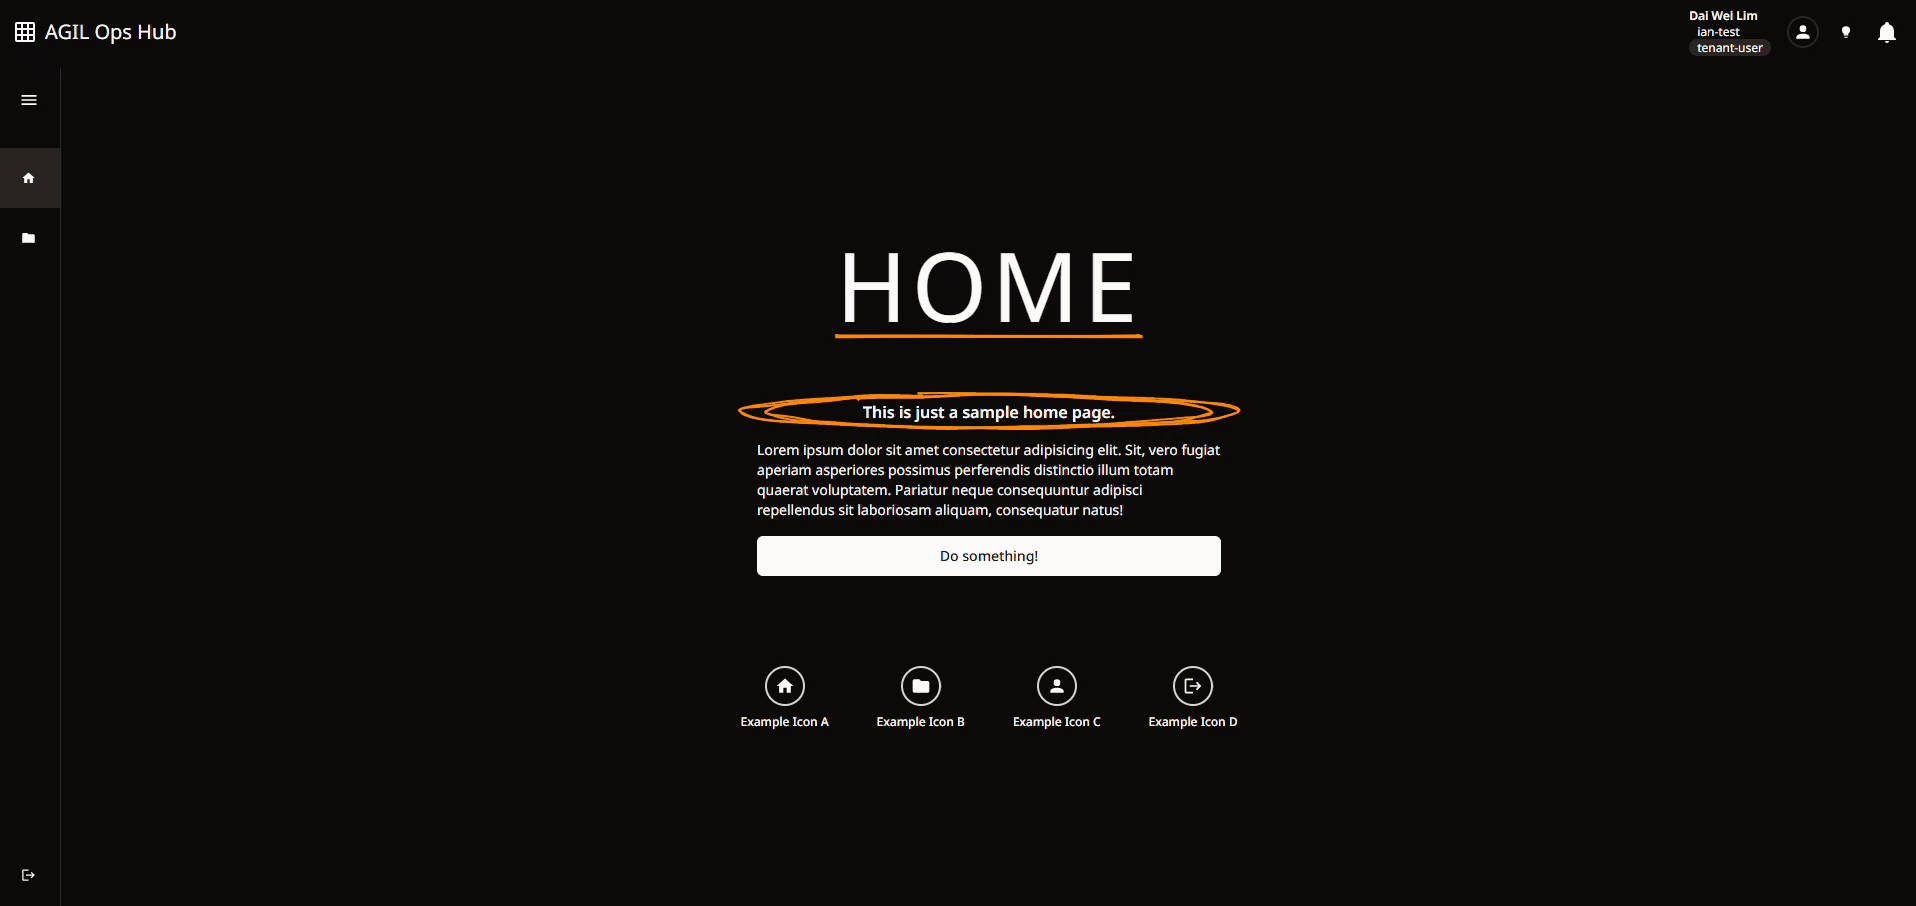 AGIL Ops Hub
Dai Wei Lim
ian-test
tenant-user
HOME
This is just a sample home page.
Lorem ipsum dolor sit amet consectetur adipisicing elit. Sit, vero fugiat
aperiam asperiores possimus perferendis distinctio illum totam
quaerat voluptatem. Pariatur neque consequuntur adipisci
repellendus sit laboriosam aliquam, consequatur natus!
Do something!
Example Icon A
Example Icon B
Example Icon C
Example Icon D